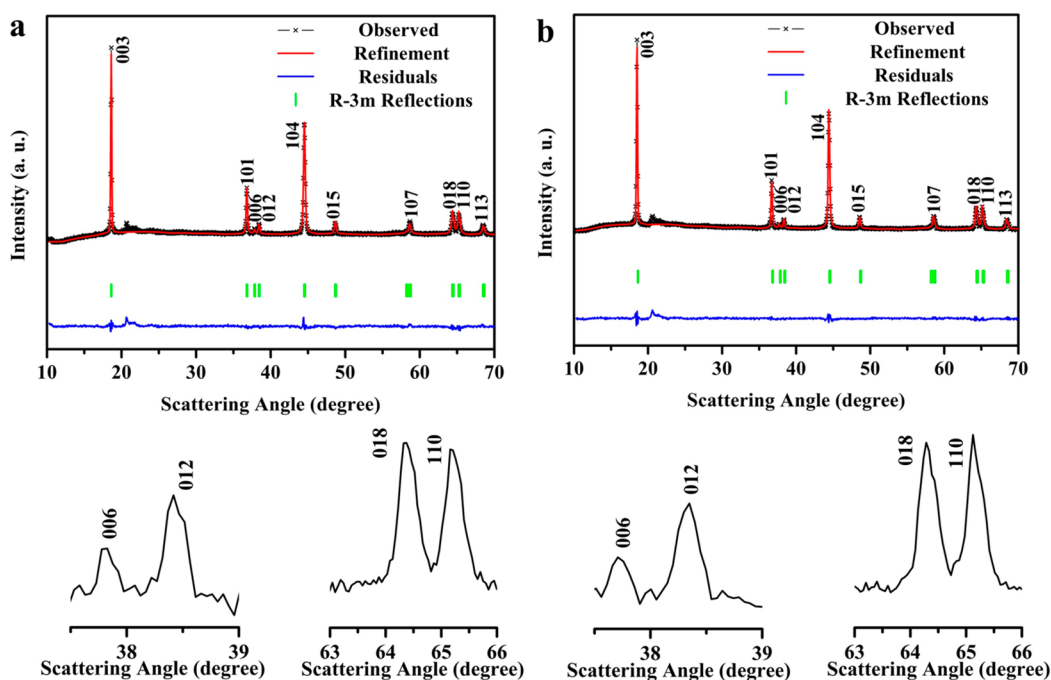 a
Observed
Refinement
Residuals
R-3m Reflections
003
101
006
012
104
015
107
018
110
113
Intensity (a. u.)
10 20 30 40 50 60 70
Scattering Angle (degree)
b
Observed
Refinement
Residuals
R-3m Reflections
003
101
006
012
104
015
107
018
110
113
Intensity (a. u.)
10 20 30 40 50 60 70
Scattering Angle (degree)
006
012
38 39
Scattering Angle (degree)
018
110
63 64 65 66
Scattering Angle (degree)
006
012
38 39
Scattering Angle (degree)
018
110
63 64 65 66
Scattering Angle (degree)